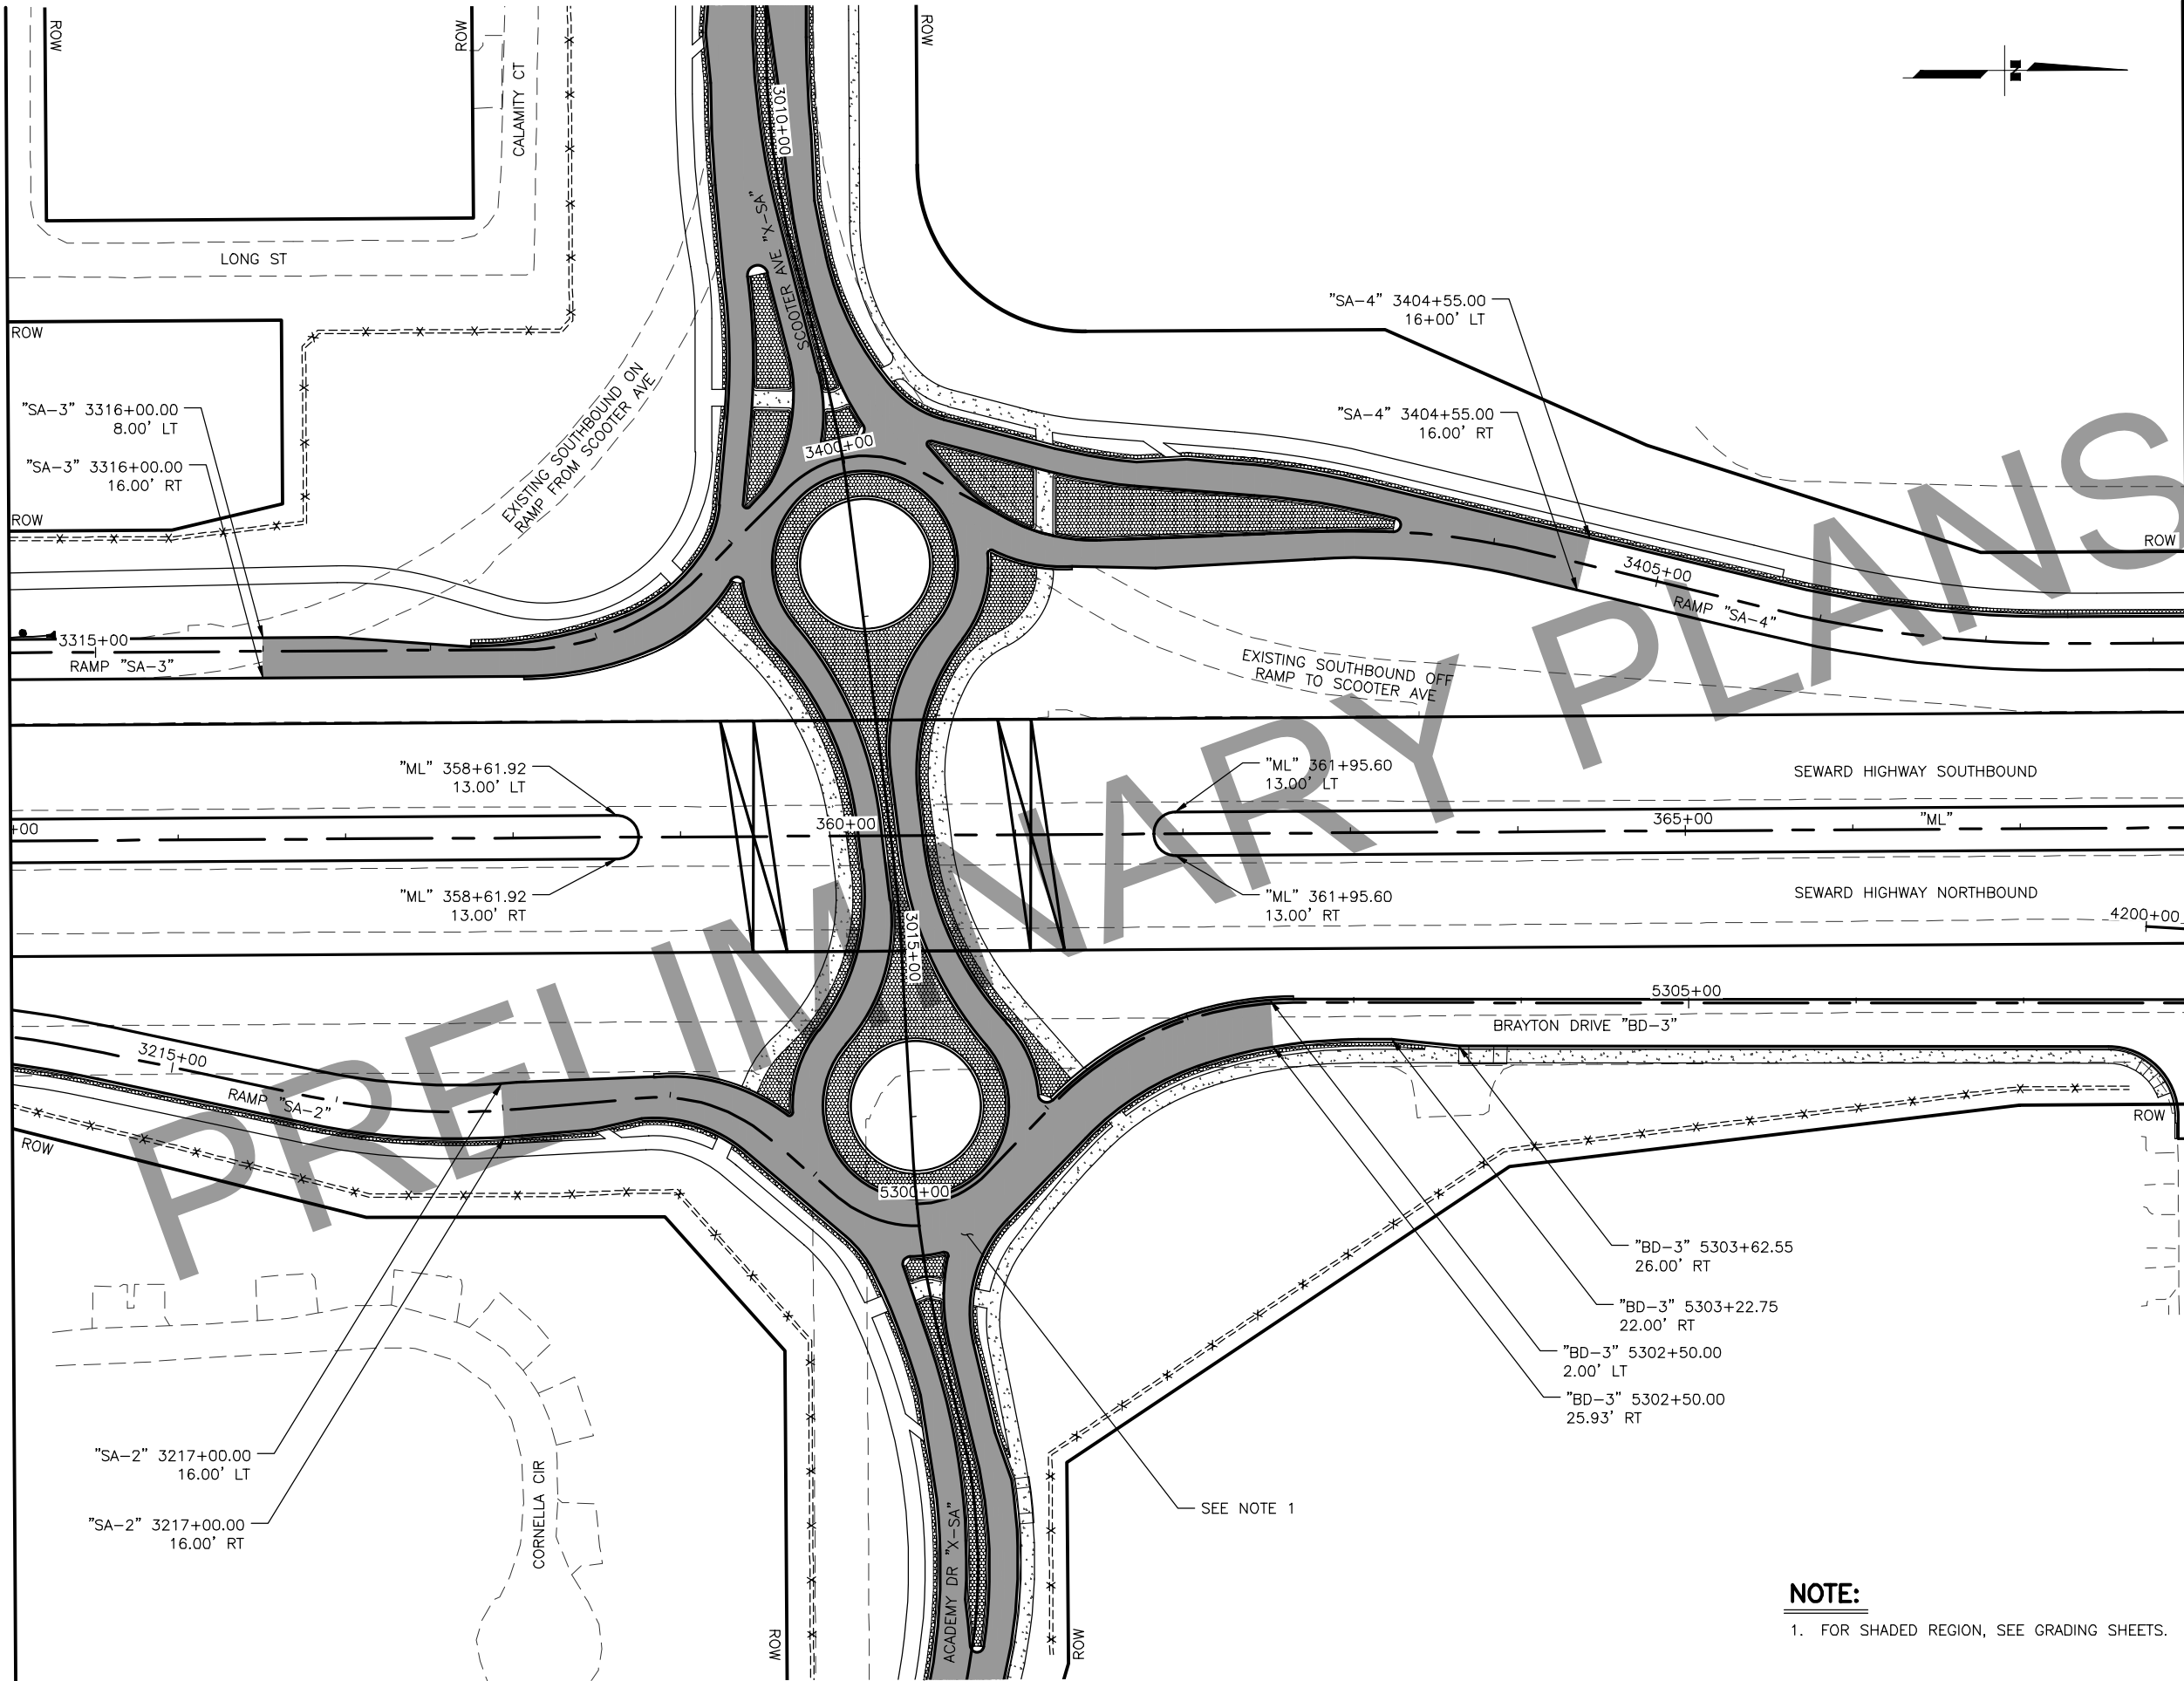 ROW
ROW
ROW
N
CALAMITY CT
3010+00
LONG ST
SCOOTER AVE "X-SA"
ROW
"SA-4" 3404+55.00
16+00' LT
"SA-3" 3316+00.00
8.00' LT
"SA-4" 3404+55.00
16.00' RT
"SA-3" 3316+00.00
16.00' RT
EXISTING SOUTHBOUND ON
RAMP FROM SCOOTER AVE
3400+00
ROW
ROW
3405+00
RAMP "SA-4"
3315+00
RAMP "SA-3"
EXISTING SOUTHBOUND OFF
RAMP TO SCOOTER AVE
"ML" 358+61.92
13.00' LT
"ML" 361+95.60
13.00' LT
SEWARD HIGHWAY SOUTHBOUND
+00
360+00
365+00
"ML"
"ML" 358+61.92
13.00' RT
"ML" 361+95.60
13.00' RT
SEWARD HIGHWAY NORTHBOUND
3015+00
4200+00
PRELIMINARY PLANS
5305+00
BRAYTON DRIVE "BD-3"
3215+00
RAMP "SA-2"
ROW
ROW
5300+00
"BD-3" 5303+62.55
26.00' RT
"BD-3" 5303+22.75
22.00' RT
"BD-3" 5302+50.00
2.00' LT
"BD-3" 5302+50.00
25.93' RT
"SA-2" 3217+00.00
16.00' LT
"SA-2" 3217+00.00
16.00' RT
CORNELLA CIR
SEE NOTE 1
ACADEMY DR "X-SA"
ROW
ROW
NOTE:
1. FOR SHADED REGION, SEE GRADING SHEETS.